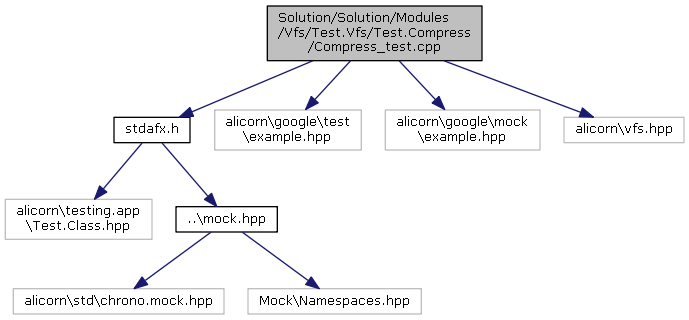 Solution/Solution/Modules
/Vfs/Test.Vfs/Test.Compress
/Compress_test.cpp
stdafx.h
alicorn\google\test
\example.hpp
alicorn\google\mock
\example.hpp
alicorn\vfs.hpp
alicorn\testing.app
\Test.Class.hpp
..\mock.hpp
alicorn\std\chrono.mock.hpp
Mock\Namespaces.hpp